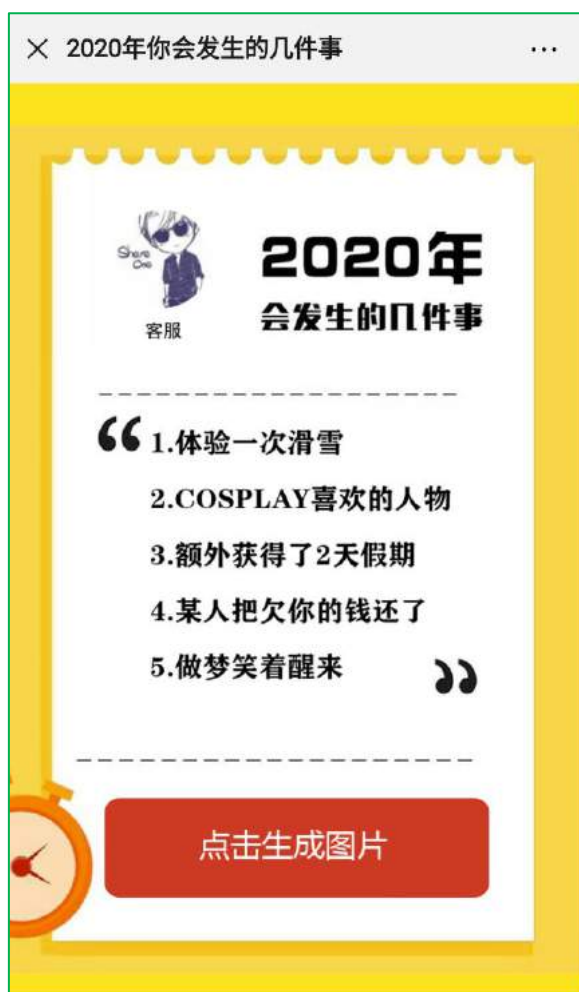 2020年你会发生的几件事
Share
One
客服
2020年
会发生的几件事
1.体验一次滑雪
2.COSPLAY喜欢的人物
3.额外获得了2天假期
4.某人把欠你的钱还了
5.做梦笑着醒来
点击生成图片